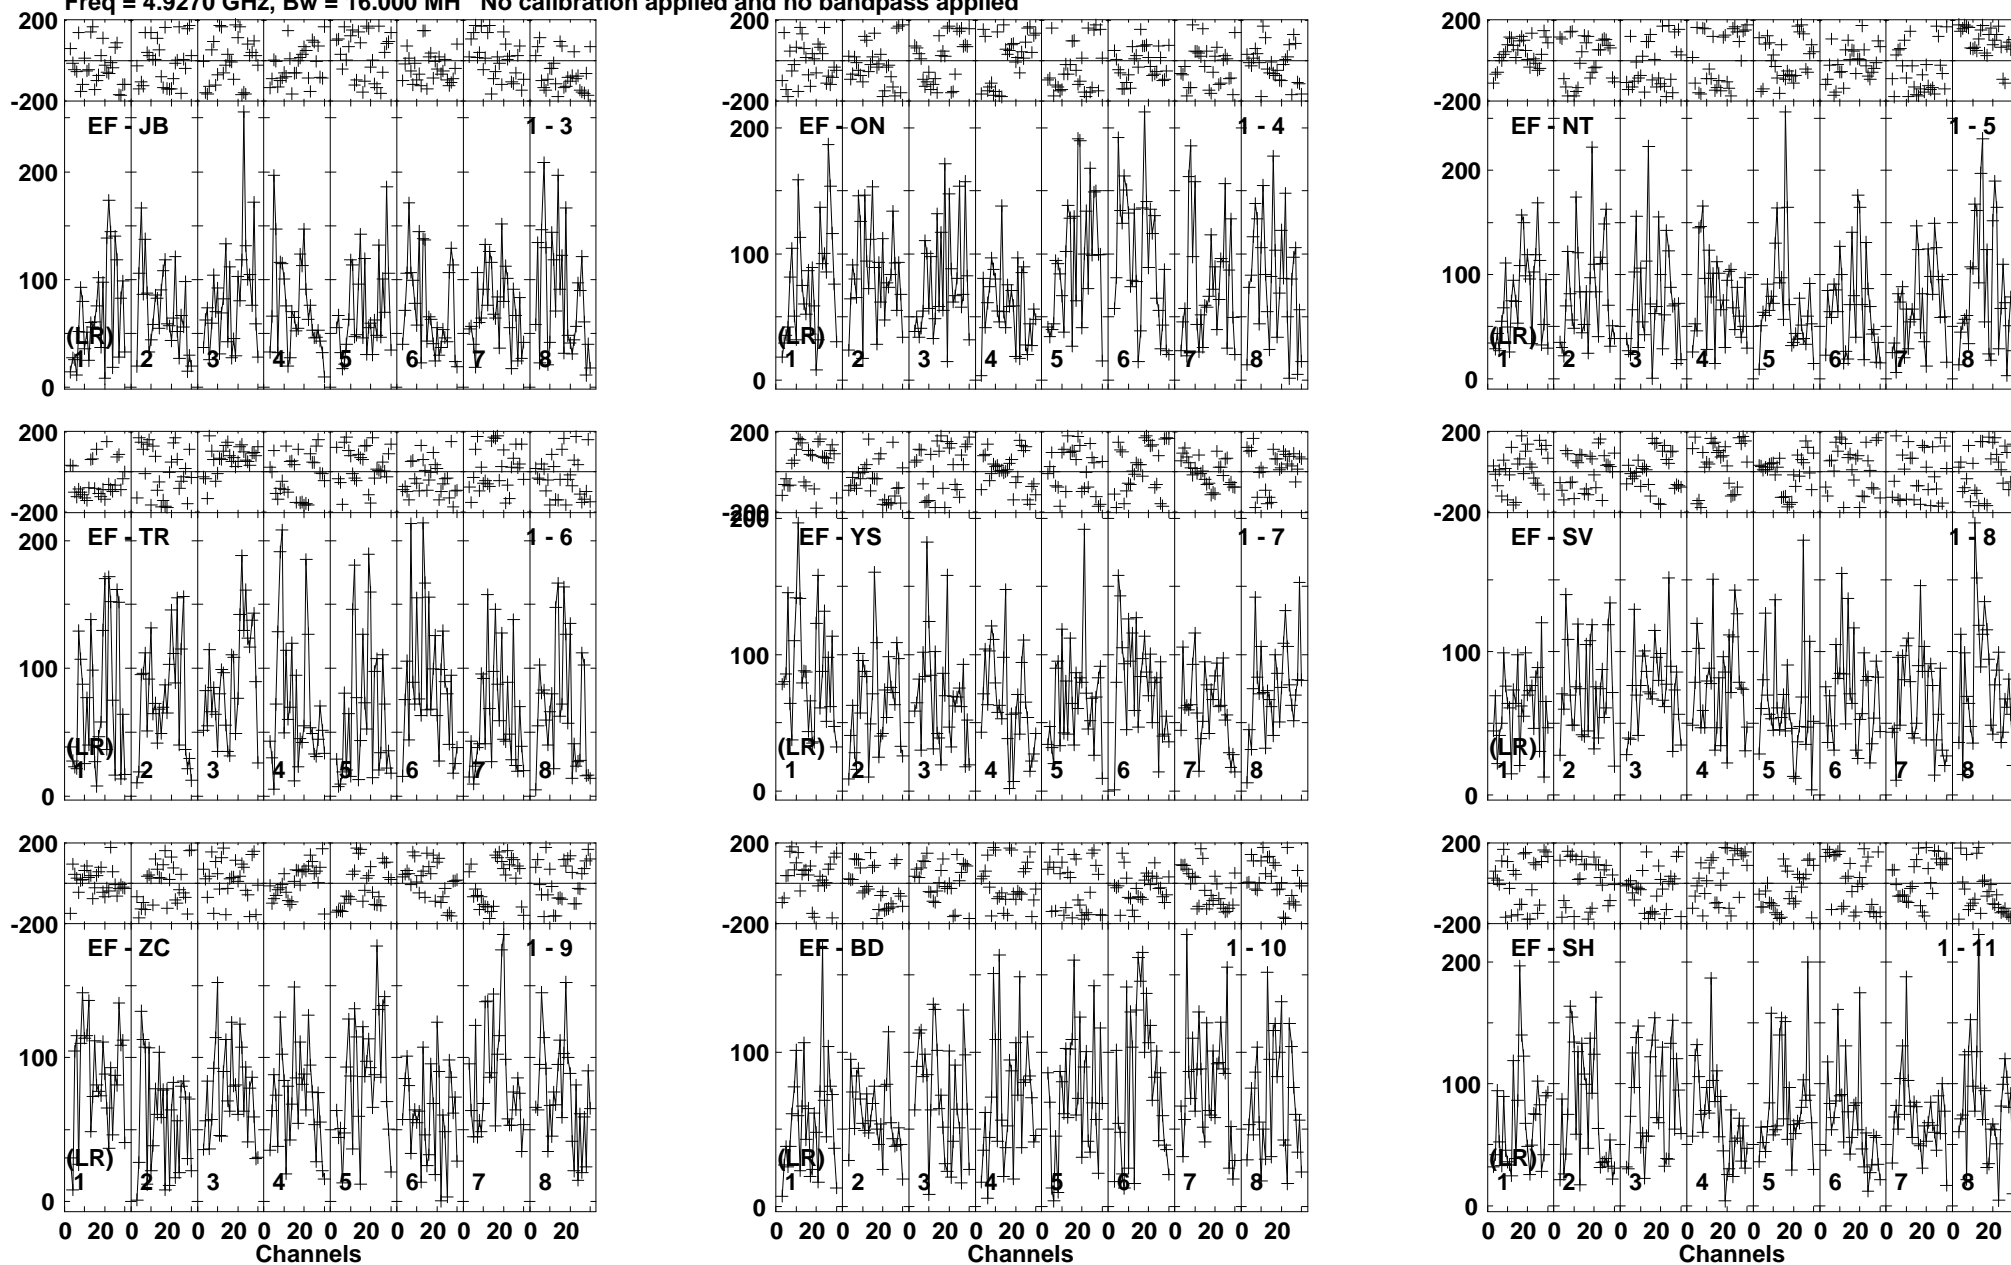 Freq = 4.9270 GHz, Bw = 16.000 MH No calibration applied and no bandpass applied
200 200 200
-200 -200 -200
EF - JB 1 - 3 EF - ON 1 - 4 EF - NT 1 - 5
200 200 200
100 100 100
(LR) (LR) (LR)
1 2 3 4 5 6 7 8 1 2 3 4 5 6 7 8 1 2 3 4 5 6 7 8
0 0 0
200 200 200
-200 -200 -200
EF - TR 1 - 6 EF - YS 1 - 7 EF - SV 1 - 8
200 200
100 100 100
(LR) (LR) (LR)
1 2 3 4 5 6 7 8 1 2 3 4 5 6 7 8 1 2 3 4 5 6 7 8
0 0 0
200 200 200
-200 -200 -200
EF - ZC 1 - 9 EF - BD 1 - 10 EF - SH 1 - 11
200
100 100 100
(LR) (LR) (LR)
1 2 3 4 5 6 7 8 1 2 3 4 5 6 7 8 1 2 3 4 5 6 7 8
0 0 0
0 20 0 20 0 20 0 20 0 20 0 20 0 20 0 20 0 20 0 20 0 20 0 20 0 20 0 20 0 20 0 20 0 20 0 20 0 20 0 20 0 20 0 20 0 20 0 20
Channels Channels Channels